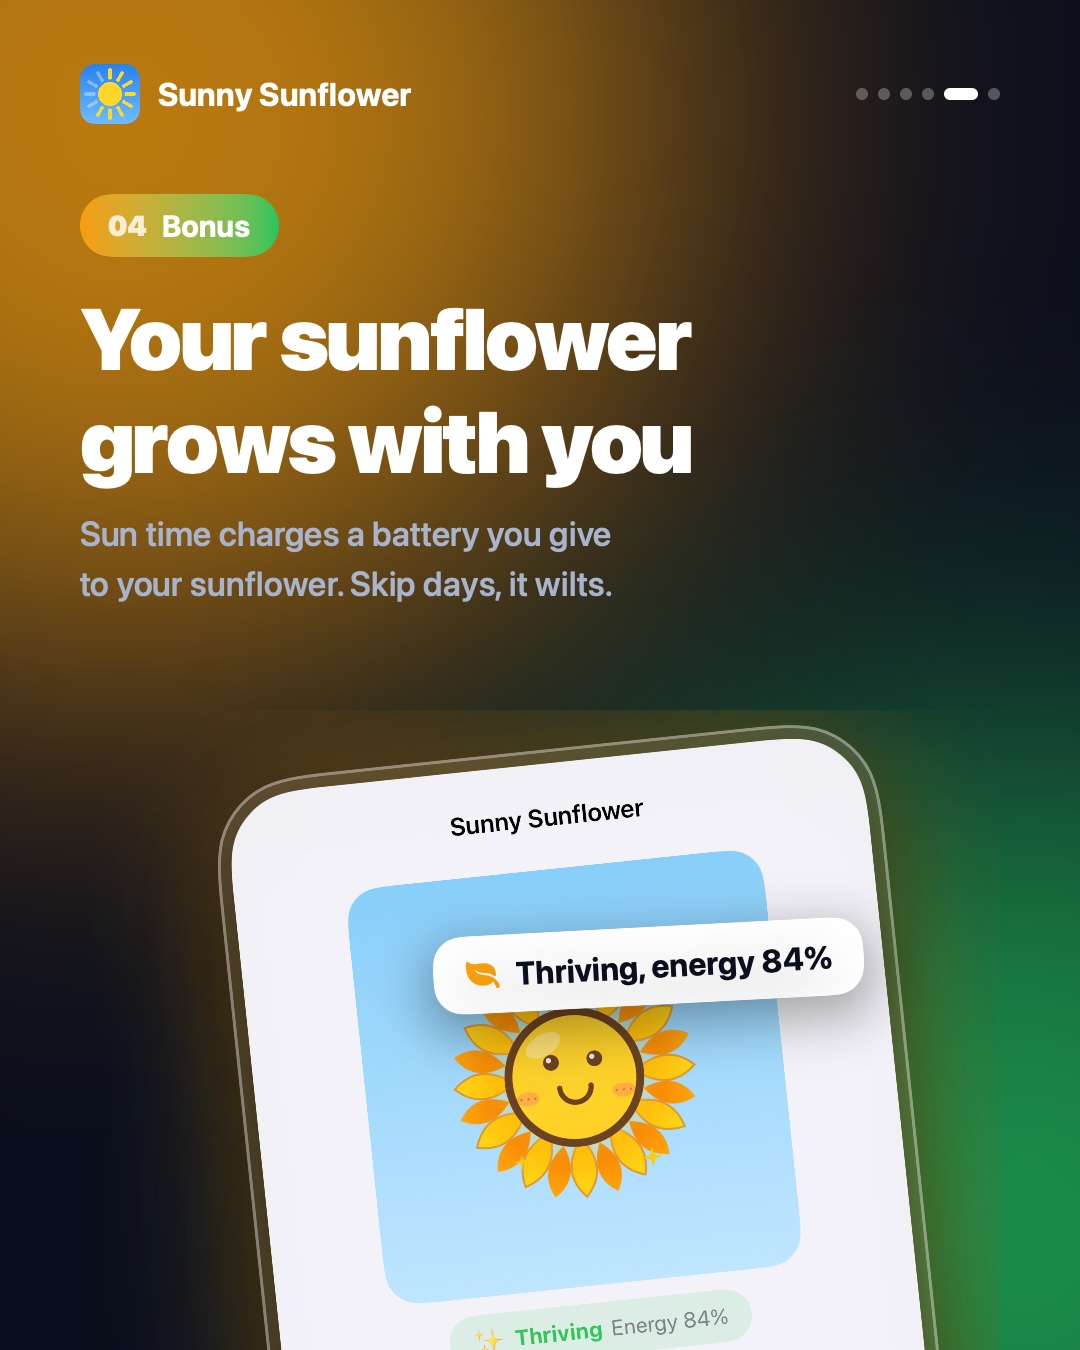 Sunny Sunflower
04 Bonus
Your sunflower
grows with you
Sun time charges a battery you give
to your sunflower. Skip days, it wilts.
Sunny Sunflower
Thriving, energy 84%
Thriving Energy 84%